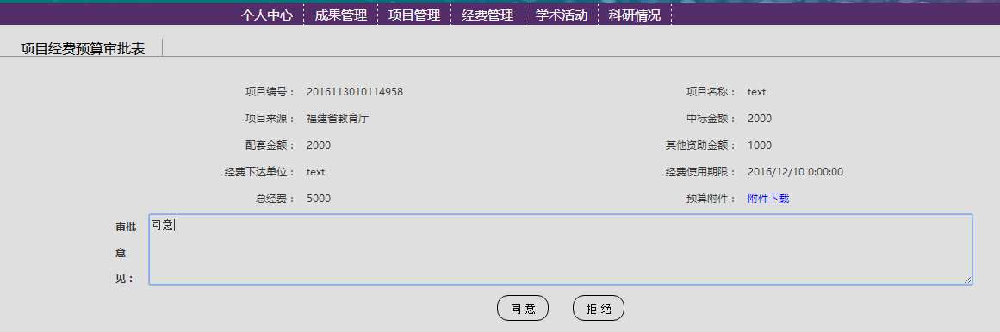 个人中心 成果管理 项目管理 经费管理 学术活动 科研情况
项目经费预算审批表
项目编号： 2016113010114958 项目名称： text
项目来源： 福建省教育厅 中标金额： 2000
配套金额： 2000 其他资助金额： 1000
经费下达单位： text 经费使用期限： 2016/12/10 0:00:00
总经费： 5000 预算附件： 附件下载
审批
意
见：
同意
同 意 拒 绝